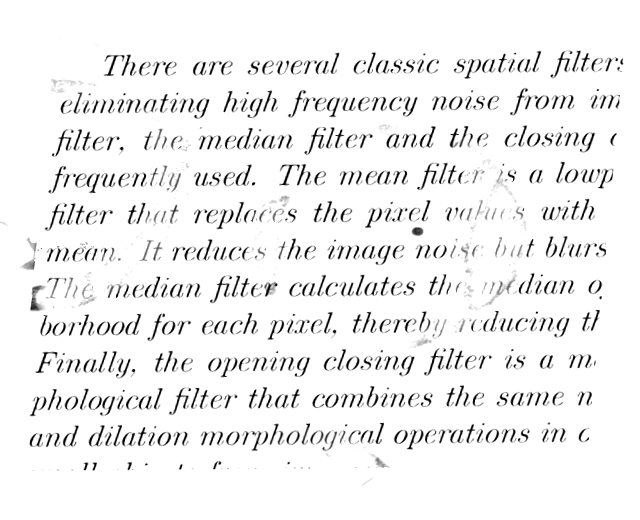 There are several classic spatial filters
eliminating high frequency noise from im
filter, the median filter and the closing
frequently used. The mean filter is a lowp
filter that replaces the pixel values with
mean. It reduces the image noise but blurs
The median filter calculates the median o
borhood for each pixel, thereby reducing th
Finally, the opening closing filter is a m
phological filter that combines the same n
and dilation morphological operations in